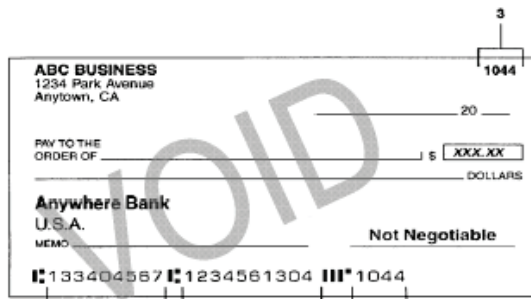 3
ABC BUSINESS
1044
1234 Park Avenue
Anytown, CA
20
PAY TO THE
ORDER OF
$ XXX.XX
DOLLARS
VOID
Anywhere Bank
U.S.A.
MEMO
Not Negotiable
⑆133404567⑆1234561304⑈1044